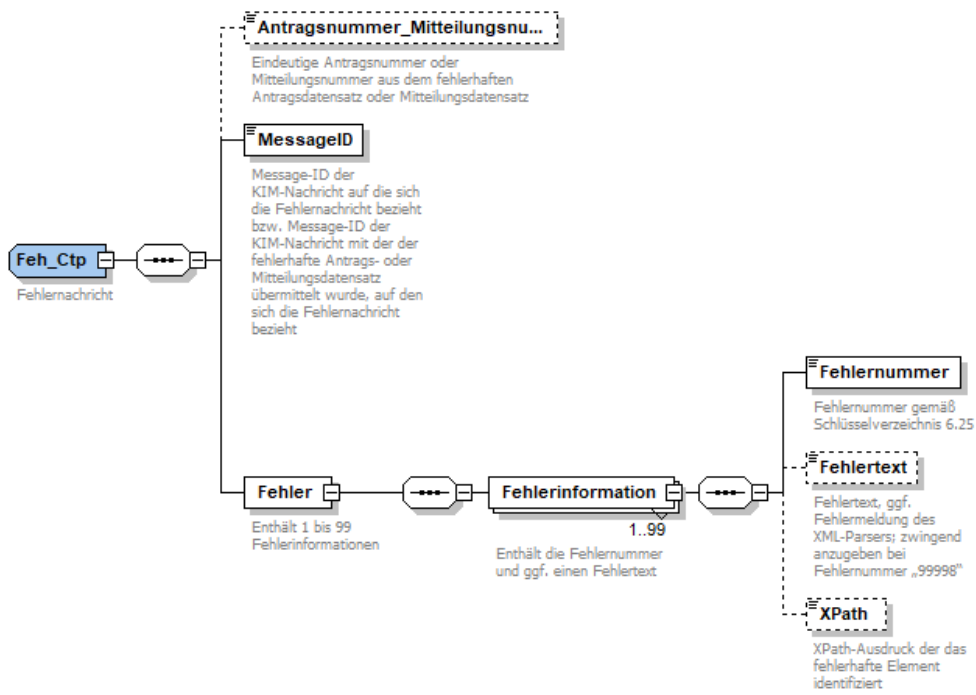 Antragsnummer_Mitteilungsnu...
Eindeutige Antragsnummer oder
Mitteilungsnummer aus dem fehlerhaften
Antragsdatensatz oder Mitteilungsdatensatz
MessageID
Message-ID der
KIM-Nachricht auf die sich
die Fehlernachricht bezieht
bzw. Message-ID der
KIM-Nachricht mit der der
fehlerhafte Antrags- oder
Mitteilungsdatensatz
übermittelt wurde, auf den
sich die Fehlernachricht
bezieht
Feh_Ctp
Fehlernachricht
Fehler
Enthält 1 bis 99
Fehlerinformationen
Fehlerinformation
1..99
Enthält die Fehlernummer
und ggf. einen Fehlertext
Fehlernummer
Fehlernummer gemäß
Schlüsselverzeichnis 6.25
Fehlertext
Fehlertext, ggf.
Fehlermeldung des
XML-Parsers; zwingend
anzugeben bei
Fehlernummer „99998“
XPath
XPath-Ausdruck der das
fehlerhafte Element
identifiziert